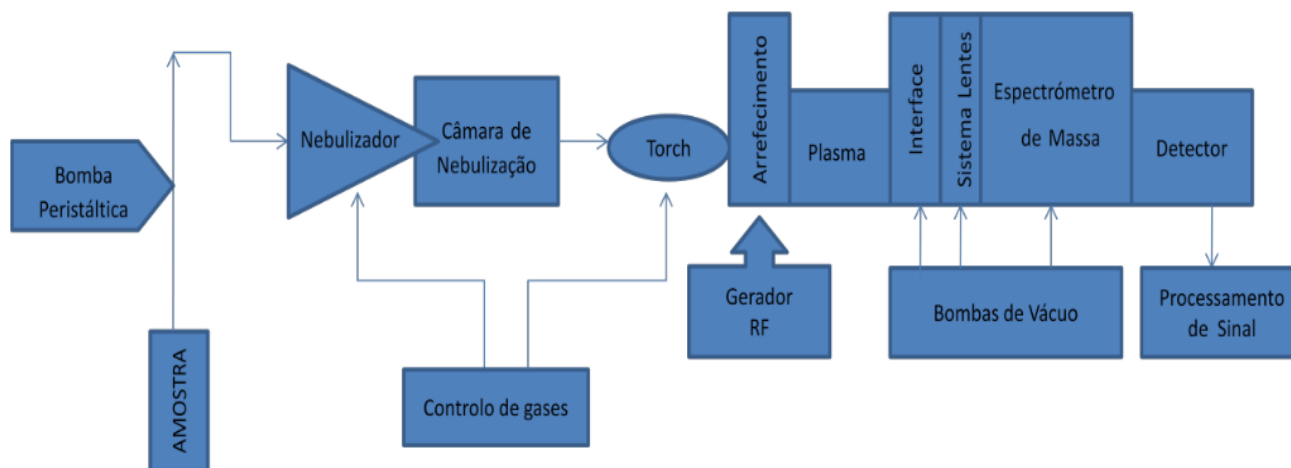 Bomba
Peristáltica
AMOSTRA
Nebulizador
Câmara de
Nebulização
Controlo de gases
Torch
Arrefecimento
Gerador
RF
Plasma
Interface
Sistema Lentes
Espectrómetro
de Massa
Bombas de Vácuo
Detector
Processamento
de Sinal